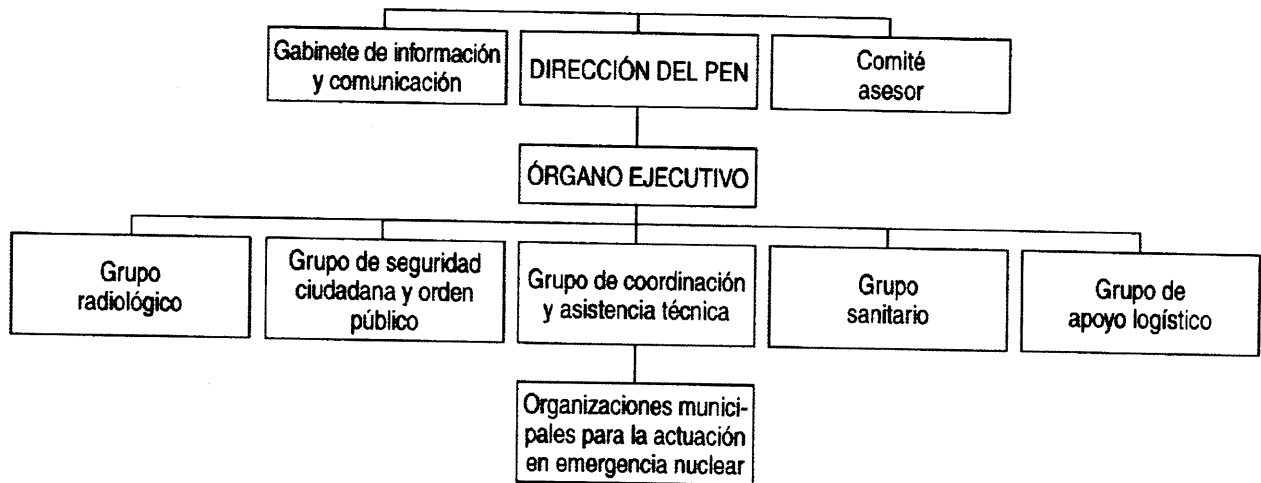 Gabinete de información
y comunicación
DIRECCIÓN DEL PEN
Comité
asesor
ÓRGANO EJECUTIVO
Grupo
radiológico
Grupo de seguridad
ciudadana y orden
público
Grupo de coordinación
y asistencia técnica
Grupo
sanitario
Grupo de
apoyo logístico
Organizaciones munici-
pales para la actuación
en emergencia nuclear